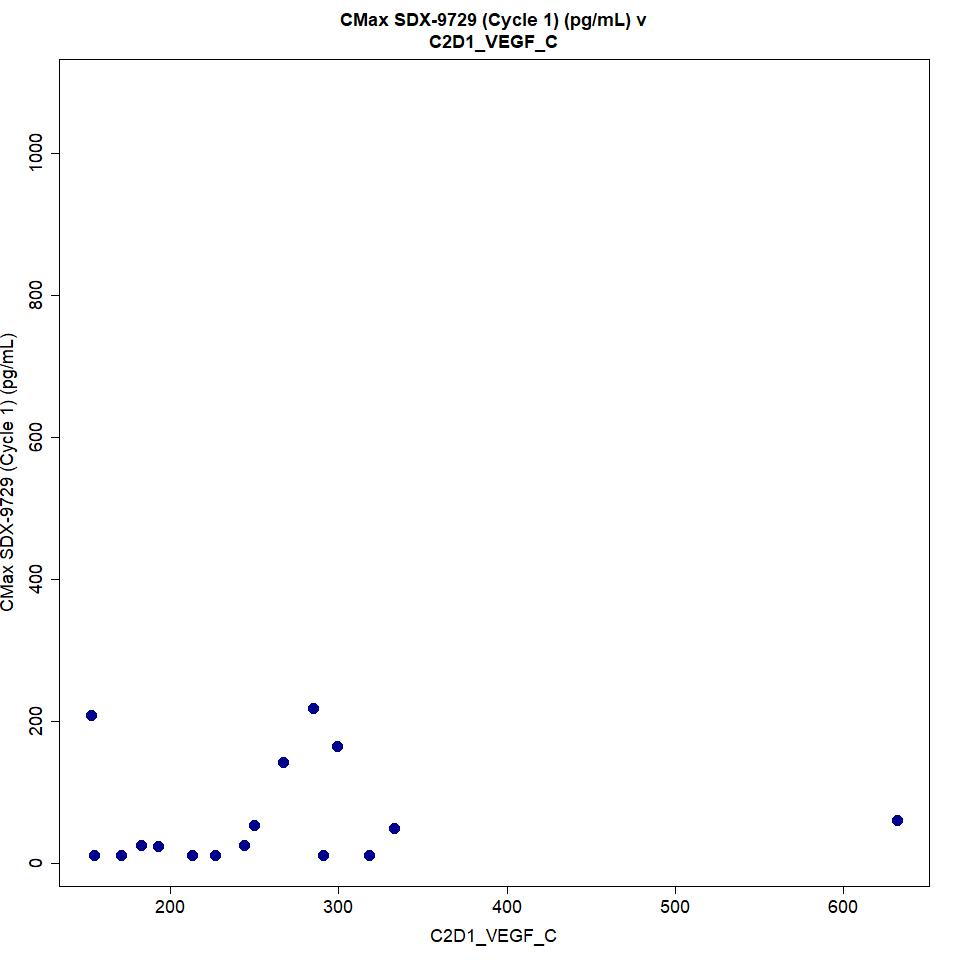 CMax SDX-9729 (Cycle 1) (pg/mL) v
C2D1_VEGF_C
1000
800
600
400
200
0
CMax SDX-9729 (Cycle 1) (pg/mL)
200 300 400 500 600
C2D1_VEGF_C